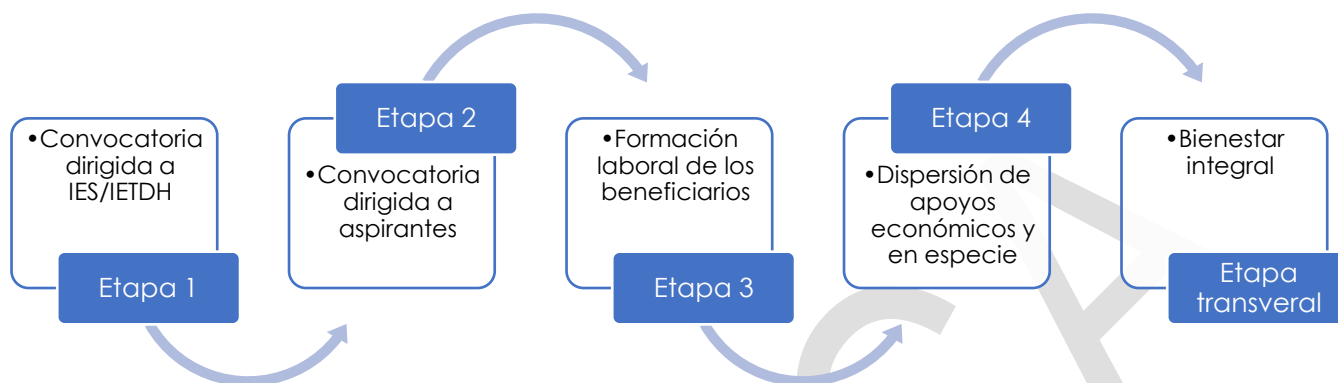 •Convocatoria
dirigida a
IES/IETDH
Etapa 1
Etapa 2
•Convocatoria
dirigida a
aspirantes
•Formación
laboral de los
beneficiarios
Etapa 3
Etapa 4
•Dispersión de
apoyos
económicos y
en especie
•Bienestar
integral
Etapa
transveral